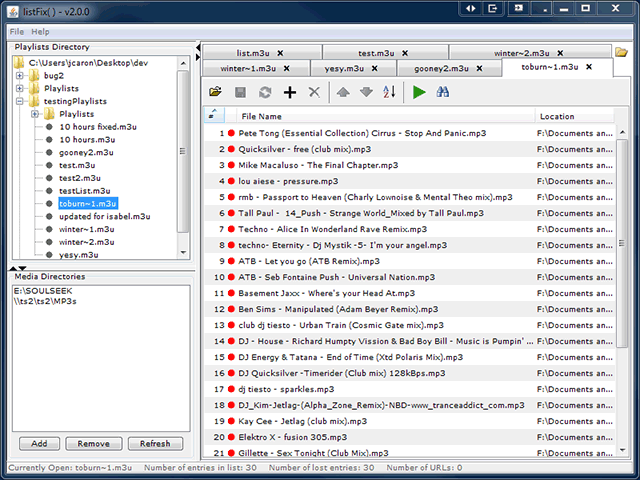 listFix( ) - v2.0.0
File Help
Playlists Directory
C:\Users\jcaron\Desktop\dev
bug2
Playlists
testingPlaylists
Playlists
10 hours fixed.m3u
10 hours.m3u
gooney2.m3u
test.m3u
test2.m3u
testList.m3u
toburn~1.m3u
updated for isabel.m3u
winter~1.m3u
winter~2.m3u
yesy.m3u
Media Directories
E:\SOULSEEK
\\ts2\ts2\MP3s
Add Remove Refresh
list.m3u test.m3u winter~2.m3u
winter~1.m3u yesy.m3u gooney2.m3u toburn~1.m3u
# File Name Location
1 Pete Tong (Essential Collection) Cirrus - Stop And Panic.mp3 F:\Documents an...
2 Quicksilver - free (club mix).mp3 F:\Documents an...
3 Mike Macaluso - The Final Chapter.mp3 F:\Documents an...
4 lou aiese - pressure.mp3 F:\Documents an...
5 rmb - Passport to Heaven (Charly Lownoise & Mental Theo mix).mp3 F:\Documents an...
6 Tall Paul - 14_Push - Strange World_Mixed by Tall Paul.mp3 F:\Documents an...
7 Techno - Alice In Wonderland Rave Remix.mp3 F:\Documents an...
8 techno- Eternity - Dj Mystik -5- I'm your angel.mp3 F:\Documents an...
9 ATB - Let you go (ATB Remix).mp3 F:\Documents an...
10 ATB - Seb Fontaine Push - Universal Nation.mp3 F:\Documents an...
11 Basement Jaxx - Where's your Head At.mp3 F:\Documents an...
12 Ben Sims - Manipulated (Adam Beyer Remix).mp3 F:\Documents an...
13 club dj tiesto - Urban Train (Cosmic Gate mix).mp3 F:\Documents an...
14 DJ - House - Richard Humpty Vission & Bad Boy Bill - Music is Pumpin' ... F:\Documents an...
15 DJ Energy & Tatana - End of Time (Xtd Polaris Mix).mp3 F:\Documents an...
16 DJ Quicksilver -Timerider (Club mix) 128kBps.mp3 F:\Documents an...
17 dj tiesto - sparkles.mp3 F:\Documents an...
18 DJ_Kim-Jetlag-(Alpha_Zone_Remix)-NBD-www_tranceaddict_com.mp3 F:\Documents an...
19 Kay Cee - Jetlag (club mix).mp3 F:\Documents an...
20 Elektro X - fusion 305.mp3 F:\Documents an...
21 Gillette - Sex Tonight (Club Mix).mp3 F:\Documents an...
Currently Open: toburn~1.m3u Number of entries in list: 30 Number of lost entries: 30 Number of URLs: 0